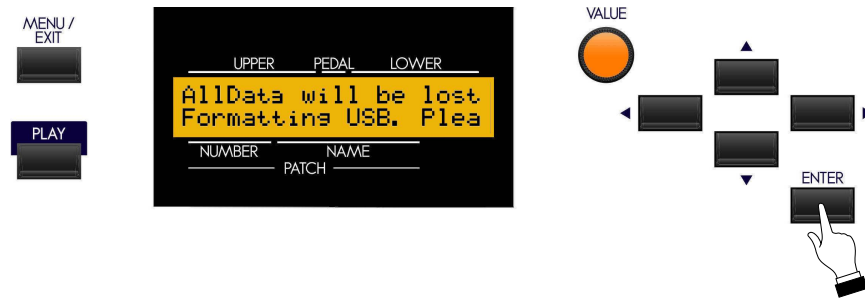 MENU /
EXIT
PLAY
UPPER PEDAL LOWER
AllData will be lost
Formatting USB. Plea
NUMBER NAME
PATCH
VALUE
ENTER